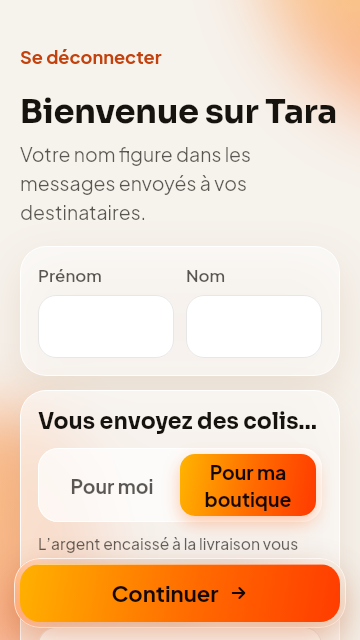 Se déconnecter
Bienvenue sur Tara
Votre nom figure dans les
messages envoyés à vos
destinataires.
Prénom
Nom
Vous envoyez des colis...
Pour moi
Pour ma
boutique
L'argent encaissé à la livraison vous
Continuer →